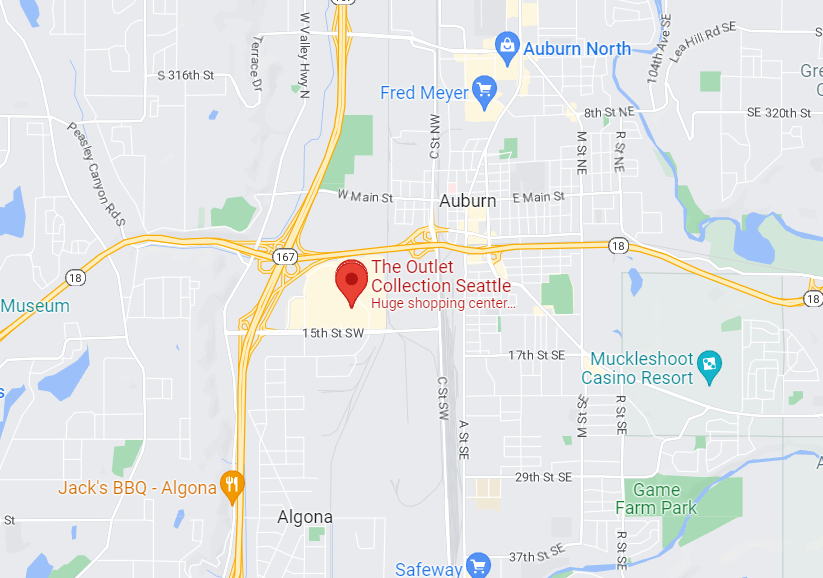 W Valley Hwy N
Terrace Dr
Auburn North
104th Ave SE
Lea Hill Rd SE
S 316th St
Fred Meyer
8th St NE
SE 320th St
Peasley Canyon Rd S
C St NW
M St NE
R St NE
W Main St
Auburn
E Main St
167
18
18
18
The Outlet
Collection Seattle
Huge shopping center...
Museum
15th St SW
17th St SE
Muckleshoot
Casino Resort
C St SW
A St SE
M St SE
R St SE
29th St SE
Jack's BBQ - Algona
Game
Farm Park
St
Algona
37th St SE
R St SE
Safeway